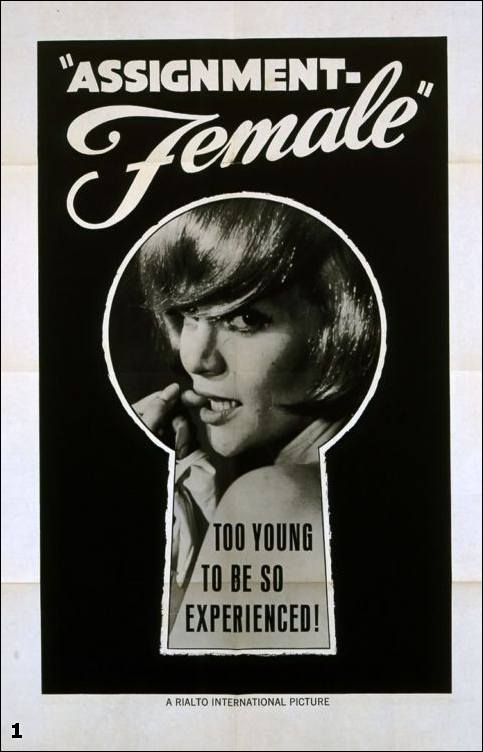 "ASSIGNMENT-
Female"
TOO YOUNG
TO BE SO
EXPERIENCED!
A RIALTO INTERNATIONAL PICTURE
1